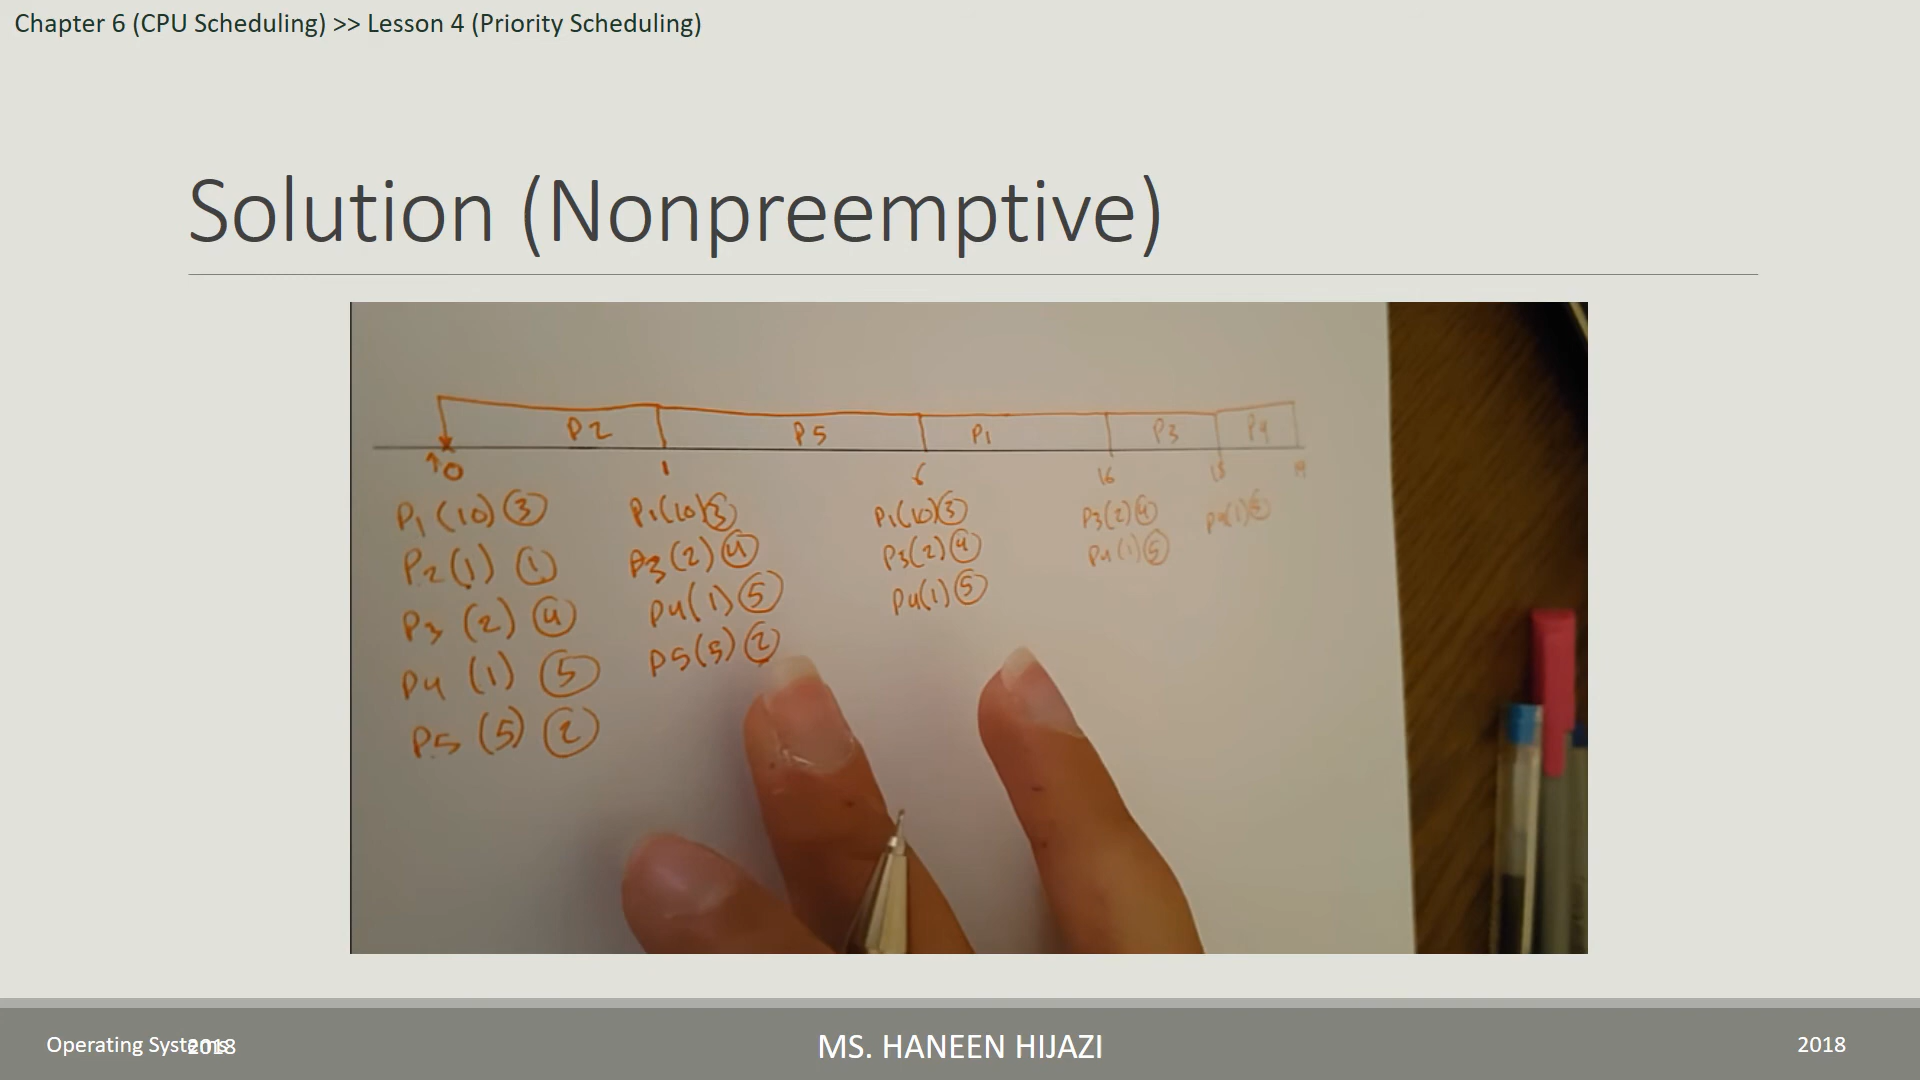 Chapter 6 (CPU Scheduling) >> Lesson 4 (Priority Scheduling)
Solution (Nonpreemptive)
P2 P5 P1 P3 P4
0 1 6 16 18 19
P1(10) 3 P1(10) 3 P1(10) 3 P3(2) 4 P4(1) 5
P2(1) 1 P3(2) 4 P3(2) 4 P4(1) 5
P3(2) 4 P4(1) 5 P4(1) 5
P4(1) 5 P5(5) 2
P5(5) 2
Operating Systems 2018 MS. HANEEN HIJAZI 2018